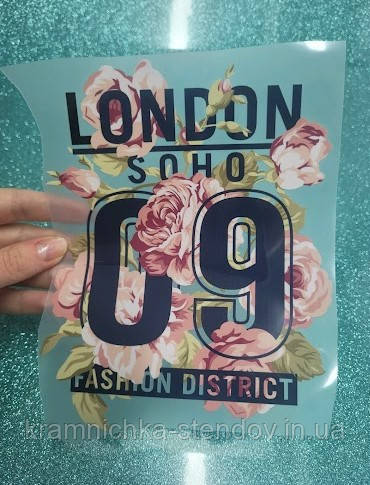 LONDON
SOHO
09
FASHION DISTRICT
kramnichka-stendov.in.ua